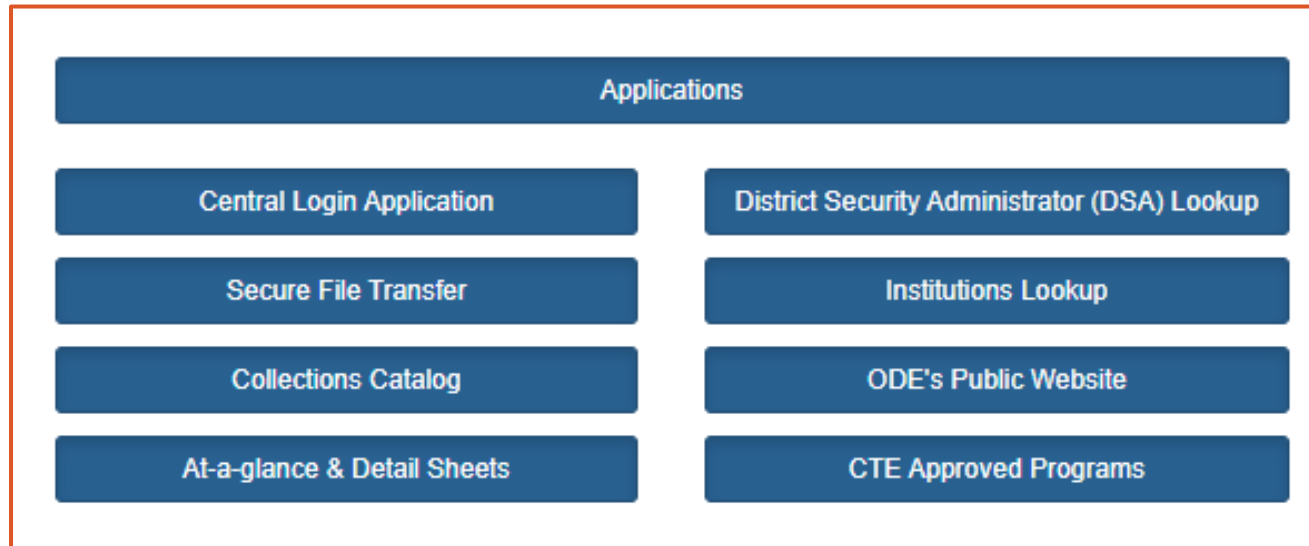 Applications
Central Login Application
District Security Administrator (DSA) Lookup
Secure File Transfer
Institutions Lookup
Collections Catalog
ODE's Public Website
At-a-glance & Detail Sheets
CTE Approved Programs